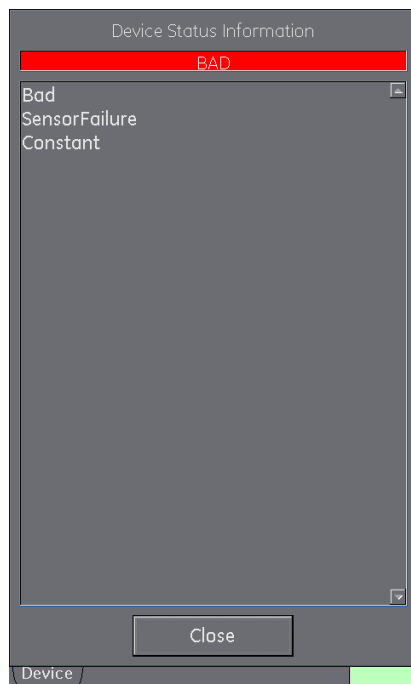 Device Status Information
BAD
Bad
SensorFailure
Constant
Close
Device